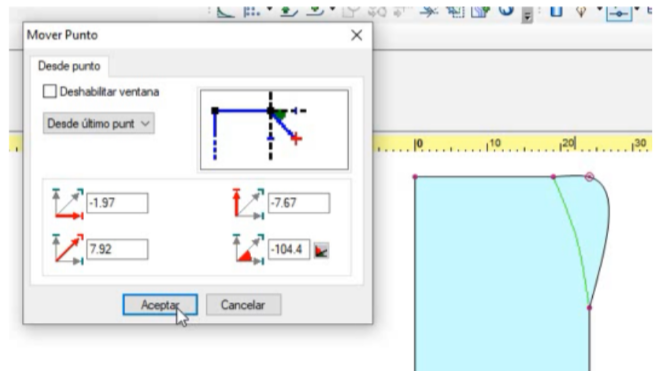 Mover Punto
Desde punto
Deshabilitar ventana
Desde último punt
-1.97
-7.67
7.92
-104.4
Aceptar
Cancelar
0 10 20 30